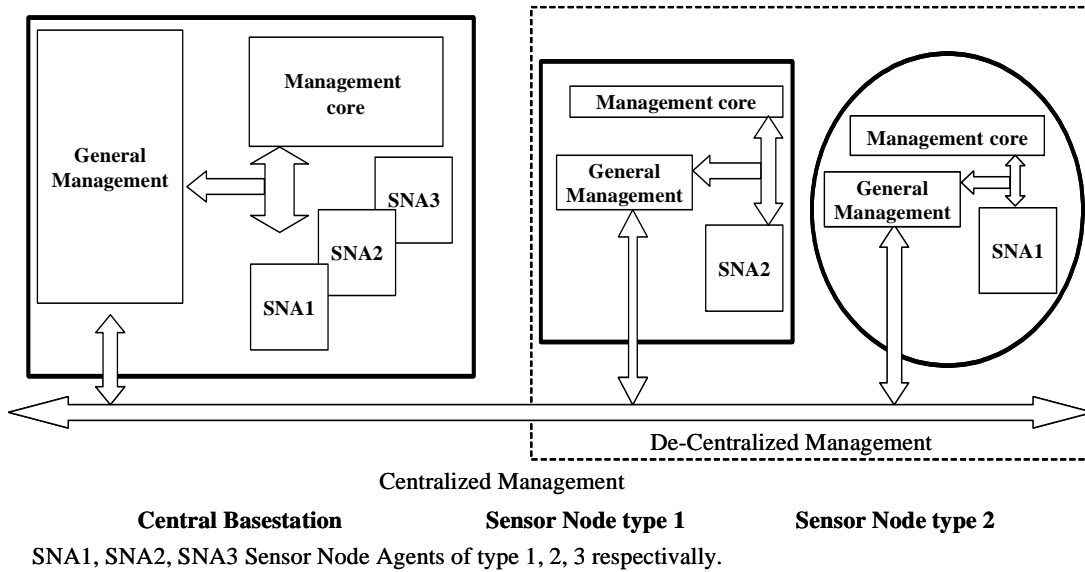 General
Management
Management
core
SNA3
SNA2
SNA1
Management core
General
Management
SNA2
Management core
General
Management
SNA1
De-Centralized Management
Centralized Management
Central Basestation Sensor Node type 1 Sensor Node type 2
SNA1, SNA2, SNA3 Sensor Node Agents of type 1, 2, 3 respectivally.